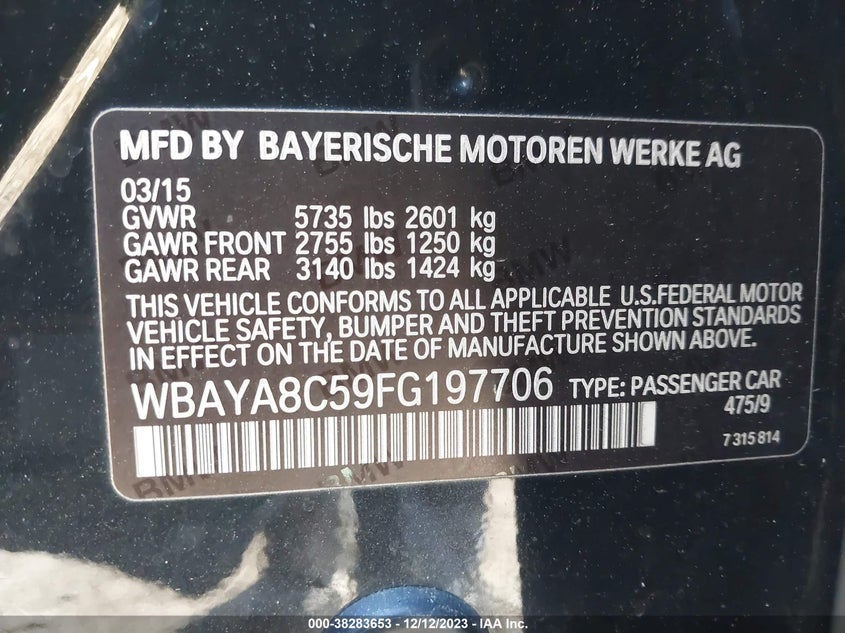 MFD BY BAYERISCHE MOTOREN WERKE AG
03/15
GVWR 5735 lbs 2601 kg
GAWR FRONT 2755 lbs 1250 kg
GAWR REAR 3140 lbs 1424 kg
THIS VEHICLE CONFORMS TO ALL APPLICABLE U.S.FEDERAL MOTOR
VEHICLE SAFETY, BUMPER AND THEFT PREVENTION STANDARDS
IN EFFECT ON THE DATE OF MANUFACTURE SHOWN ABOVE.
WBAYA8C59FG197706 TYPE: PASSENGER CAR
475/9
7 315 814
000-38283653 - 12/12/2023 - IAA Inc.